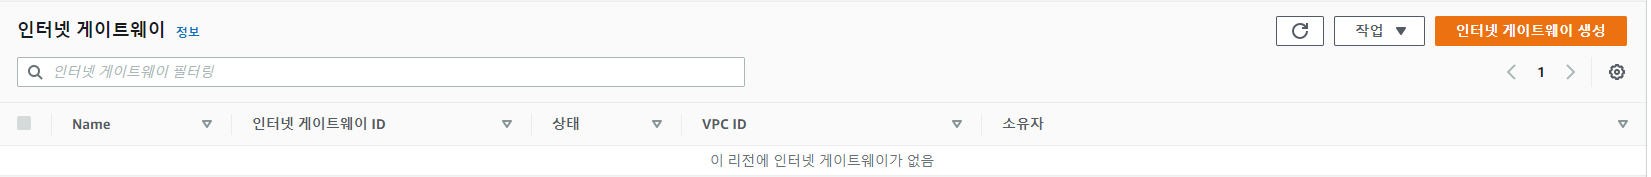 인터넷 게이트웨이 정보
작업 인터넷 게이트웨이 생성
인터넷 게이트웨이 필터링
1
Name 인터넷 게이트웨이 ID 상태 VPC ID 소유자
이 리전에 인터넷 게이트웨이가 없음